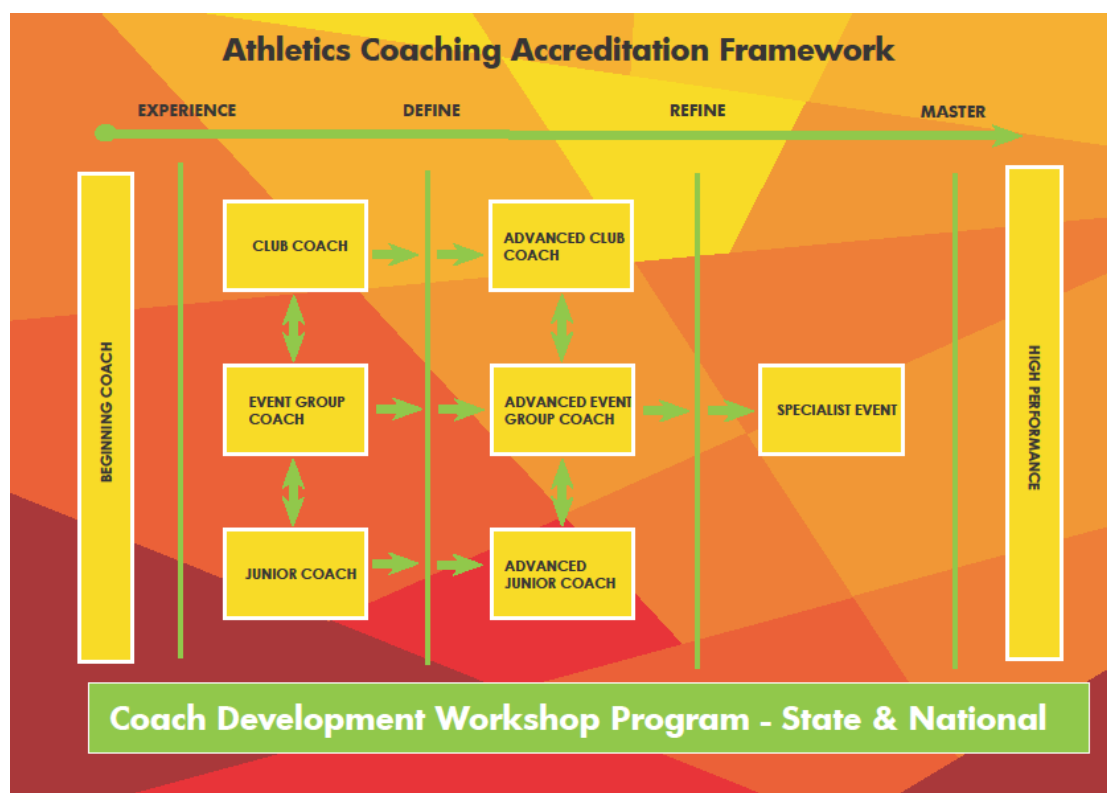 Athletics Coaching Accreditation Framework
EXPERIENCE
DEFINE
REFINE
MASTER
BEGINNING COACH
CLUB COACH
ADVANCED CLUB
COACH
EVENT GROUP
COACH
ADVANCED EVENT
GROUP COACH
SPECIALIST EVENT
JUNIOR COACH
ADVANCED
JUNIOR COACH
HIGH PERFORMANCE
Coach Development Workshop Program - State & National